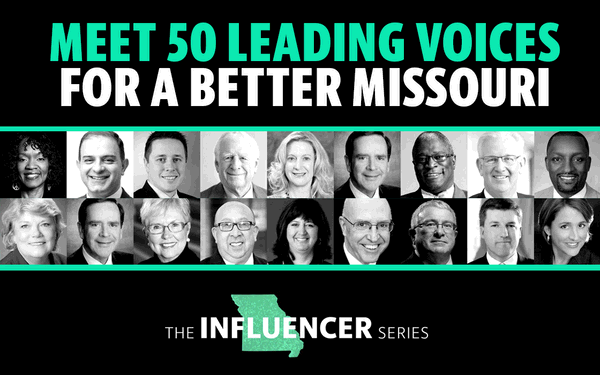 MEET 50 LEADING VOICES
FOR A BETTER MISSOURI
THE INFLUENCER SERIES